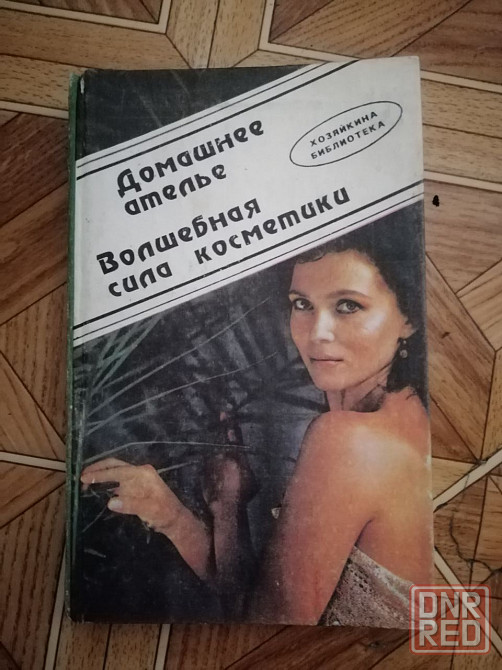 Домашнее
ателье
ХОЗЯЙКИНА
БИБЛИОТЕКА
Волшебная
сила косметики
DNR
RED